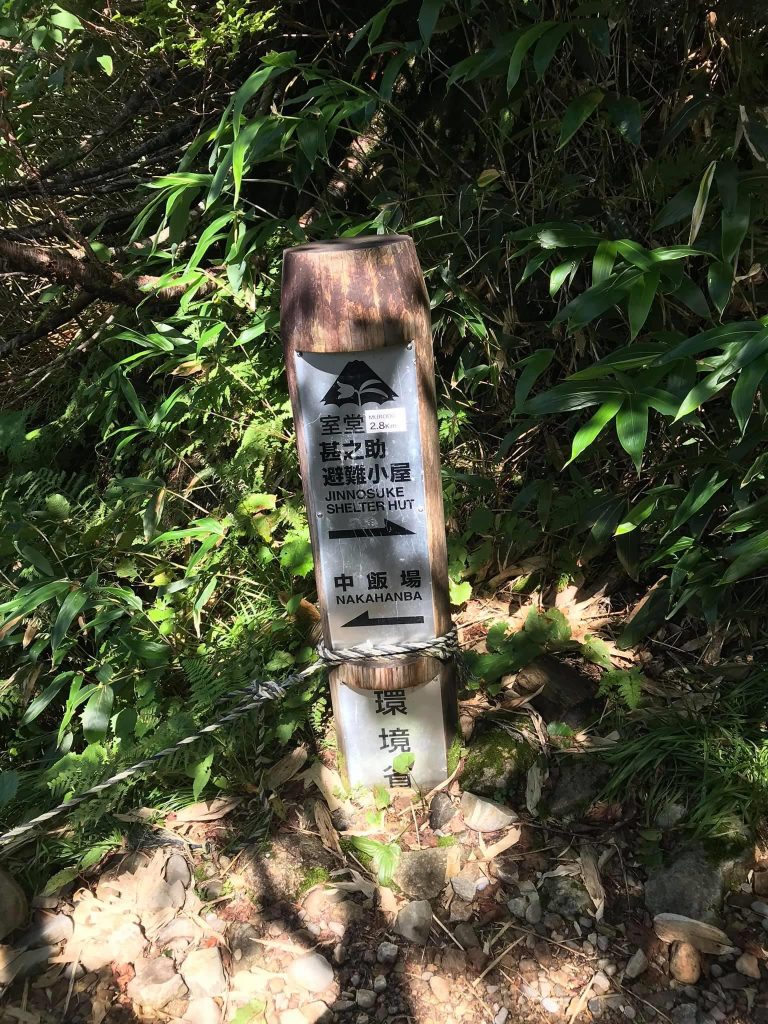 室堂 MURODO 2.8Km
甚之助
避難小屋
JINNOSUKE
SHELTER HUT
中飯場
NAKAHANBA
環境省